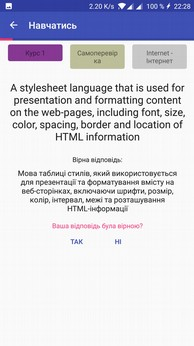 2.20 K/s 100 % 22:28
← Навчатись
Курс 1
Самоперевір
ка
Інтернет -
Інтернет
A stylesheet language that is used for
presentation and formatting content
on the web-pages, including font, size,
color, spacing, border and location of
HTML information
Вірна відповідь:
Мова таблиці стилів, який використовується
для презентації та форматування вмісту на
веб-сторінках, включаючи шрифти, розмір,
колір, інтервал, межі та розташування
HTML-інформації
Ваша відповідь була вірною?
ТАК НІ